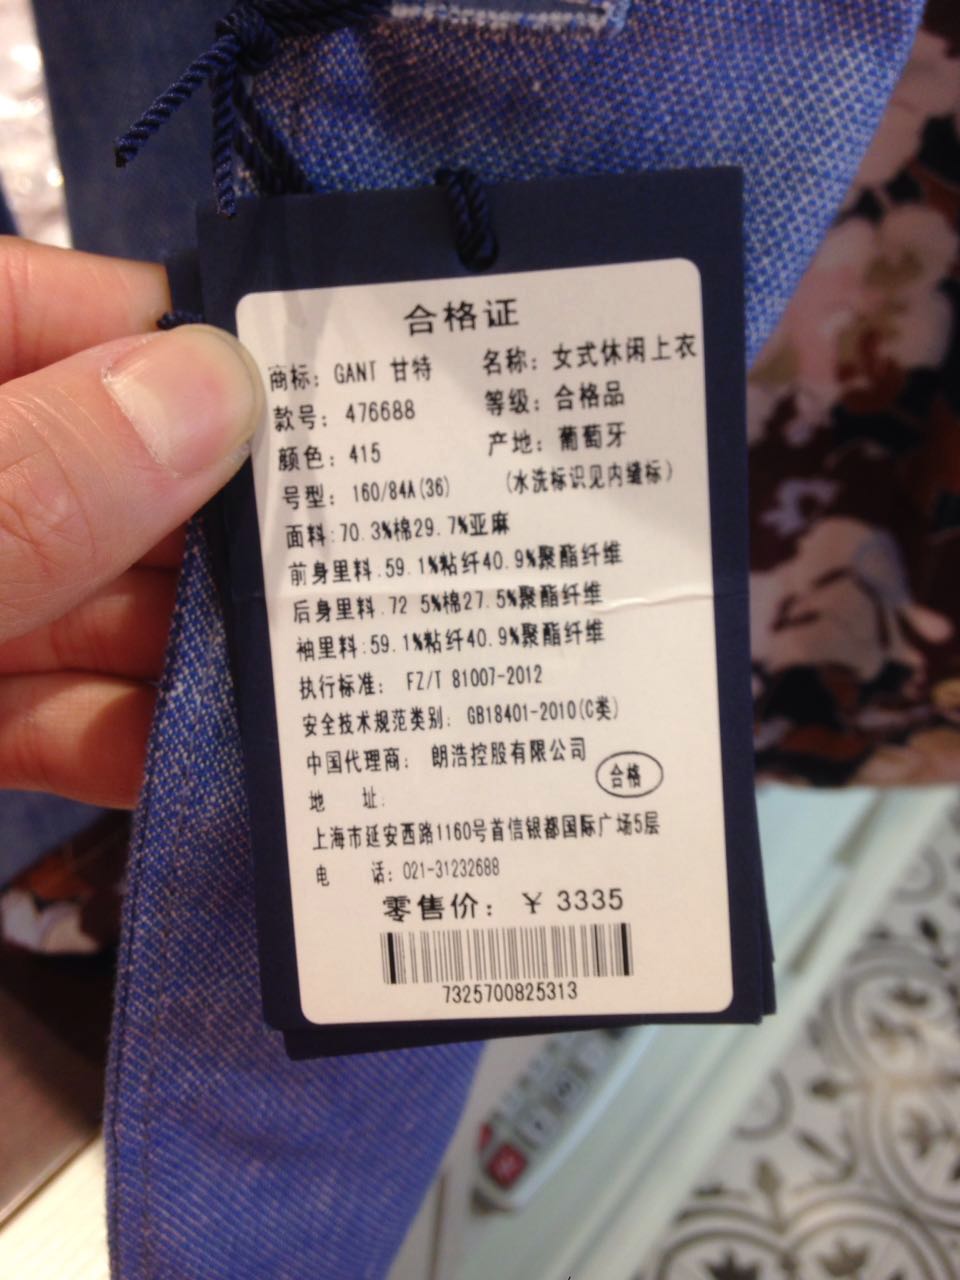 合格证
商标：GANT 甘特 名称：女式休闲上衣
款号：476688 等级：合格品
颜色：415 产地：葡萄牙
号型：160/84A(36) （水洗标识见内缝标）
面料:70.3%棉29.7%亚麻
前身里料.59.1%粘纤40.9%聚酯纤维
后身里料.72 5%棉27.5%聚酯纤维
袖里料:59.1%粘纤40.9%聚酯纤维
执行标准： FZ/T 81007-2012
安全技术规范类别：GB18401-2010(C类)
中国代理商： 朗浩控股有限公司
合格
地 址:
上海市延安西路1160号首信银都国际广场5层
电 话：021-31232688
零售价：￥3335
7325700825313